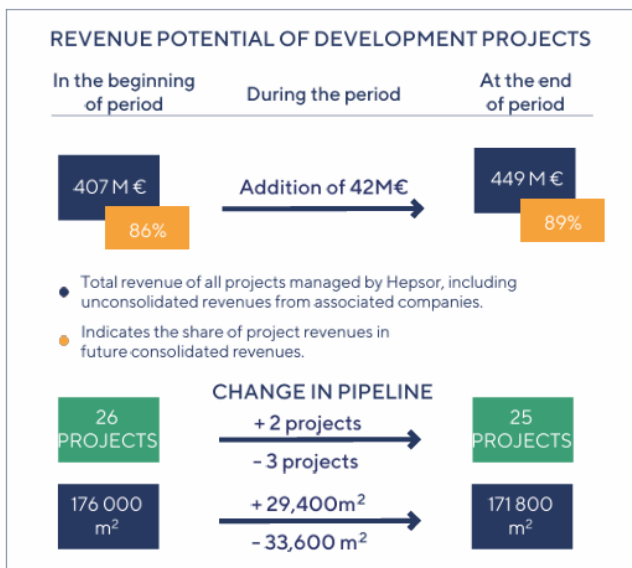 REVENUE POTENTIAL OF DEVELOPMENT PROJECTS
In the beginning
of period
During the period
At the end
of period
407 M €
86%
Addition of 42M€
449 M €
89%
Total revenue of all projects managed by Hepsor, including
unconsolidated revenues from associated companies.
Indicates the share of project revenues in
future consolidated revenues.
CHANGE IN PIPELINE
26
PROJECTS
+ 2 projects
- 3 projects
25
PROJECTS
176 000
m²
+ 29,400m²
- 33,600 m²
171 800
m²